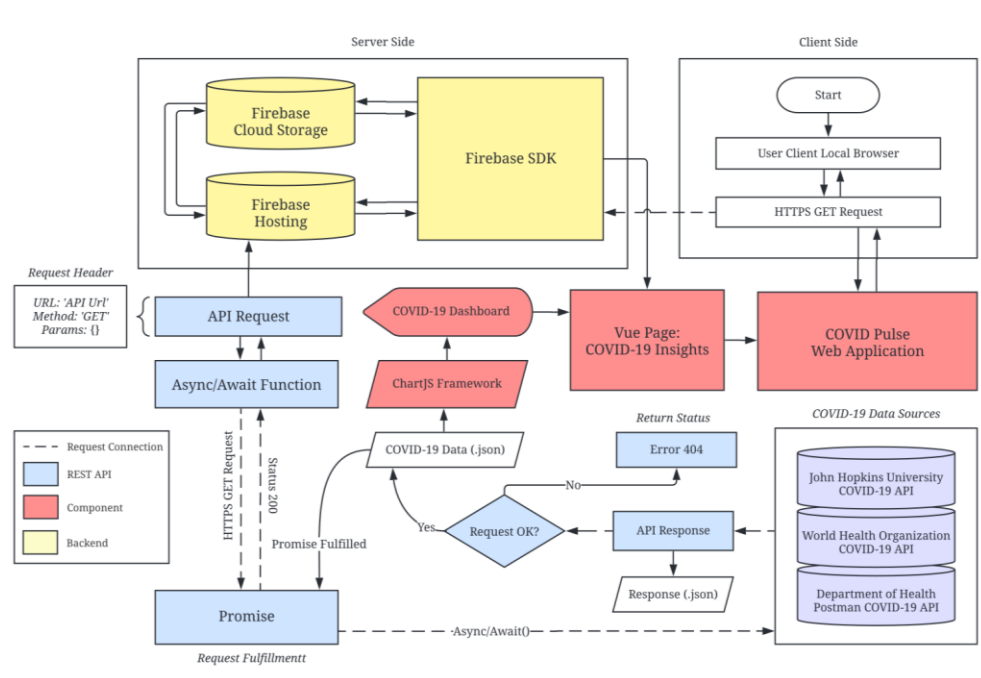 Server Side
Client Side
Firebase
Cloud Storage
Firebase SDK
Firebase
Hosting
Start
User Client Local Browser
HTTPS GET Request
Request Header
URL: 'API Url'
Method: 'GET'
Params: {}
API Request
Async/Await Function
COVID-19 Dashboard
ChartJS Framework
Vue Page:
COVID-19 Insights
COVID Pulse
Web Application
Request Connection
REST API
Component
Backend
HTTPS GET Request
Status 200
COVID-19 Data (.json)
Promise Fulfilled
Return Status
Error 404
No
Yes
Request OK?
API Response
Response (.json)
COVID-19 Data Sources
John Hopkins University
COVID-19 API
World Health Organization
COVID-19 API
Department of Health
Postman COVID-19 API
Promise
Async/Await()
Request Fulfillmentt